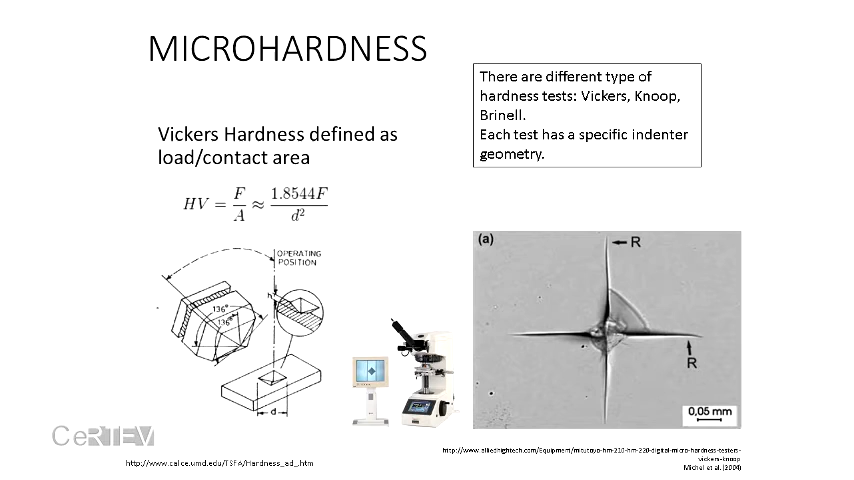 MICROHARDNESS
There are different type of
hardness tests: Vickers, Knoop,
Brinell.
Each test has a specific indenter
geometry.
Vickers Hardness defined as
load/contact area
HV = F/A ≈ 1.8544F/d²
OPERATING
POSITION
h
136°
136°
d
(a)
R
R
0,05 mm
CeRTEV
http://www.calce.umd.edu/TSFA/Hardness_ad_.htm
http://www.alliedhightech.com/Equipment/mitutoyo-hm-210-hm-220-digital-micro-hardness-testers-
vickers-knoop
Michel et al. (2004)